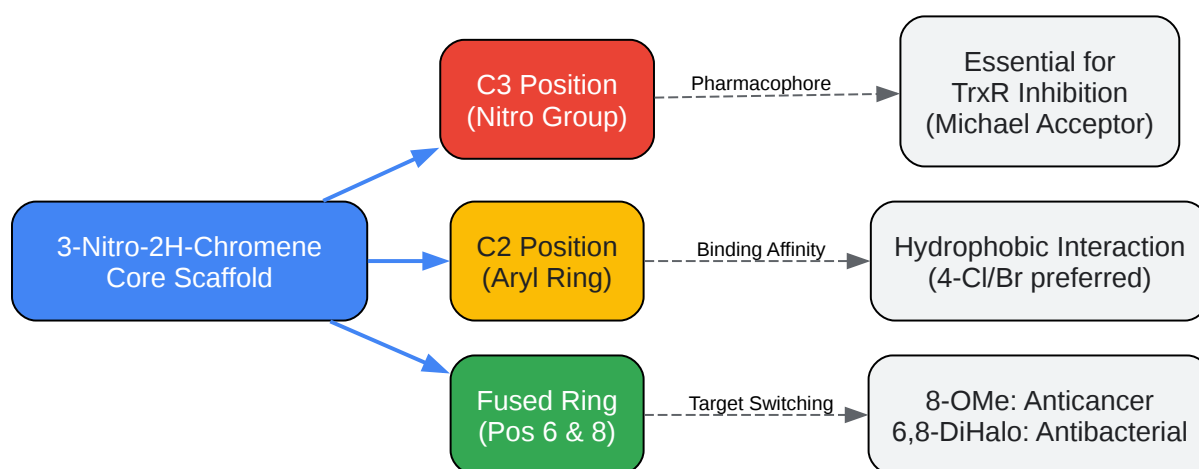 C3 Position
(Nitro Group)
Pharmacophore
Essential for
TrxR Inhibition
(Michael Acceptor)
3-Nitro-2H-Chromene
Core Scaffold
C2 Position
(Aryl Ring)
Binding Affinity
Hydrophobic Interaction
(4-Cl/Br preferred)
Fused Ring
(Pos 6 & 8)
Target Switching
8-OMe: Anticancer
6,8-DiHalo: Antibacterial